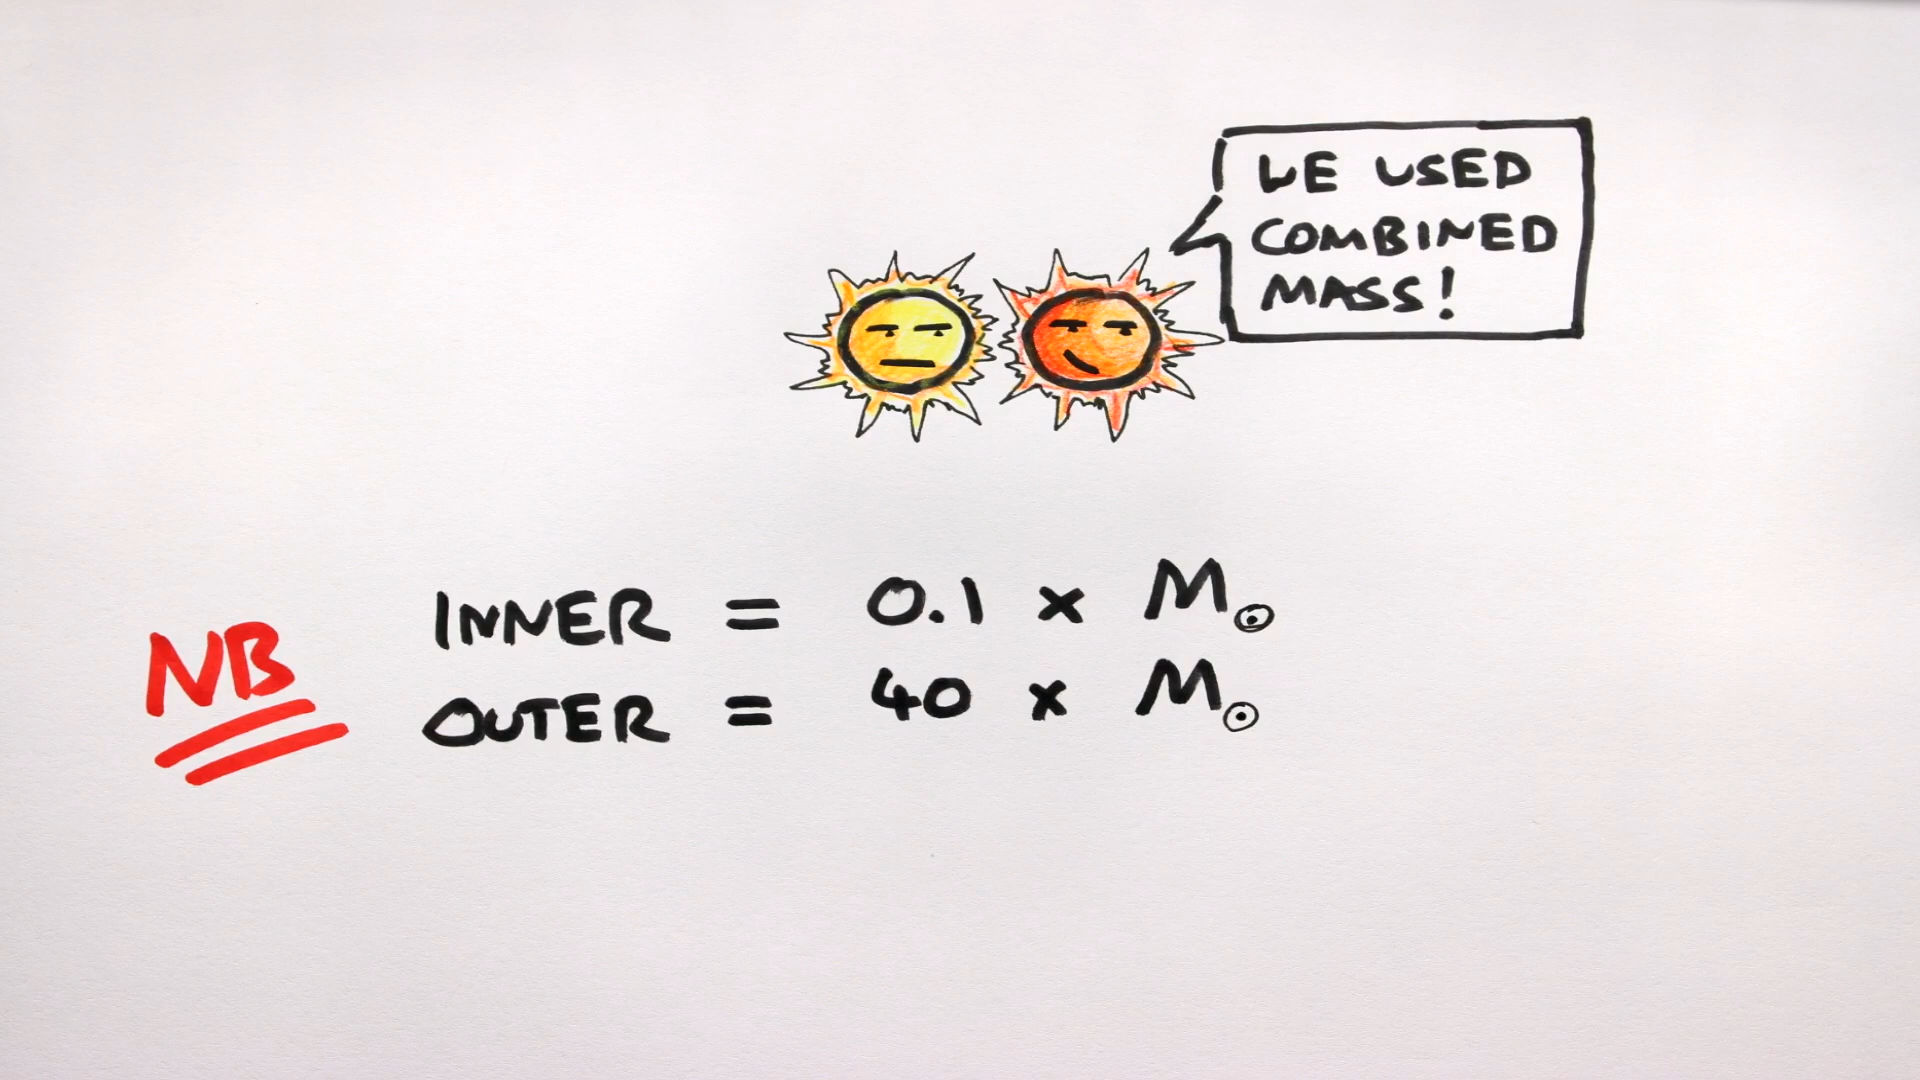 WE USED
COMBINED
MASS!
INNER = 0.1 x M☉
NB
OUTER = 40 x M☉